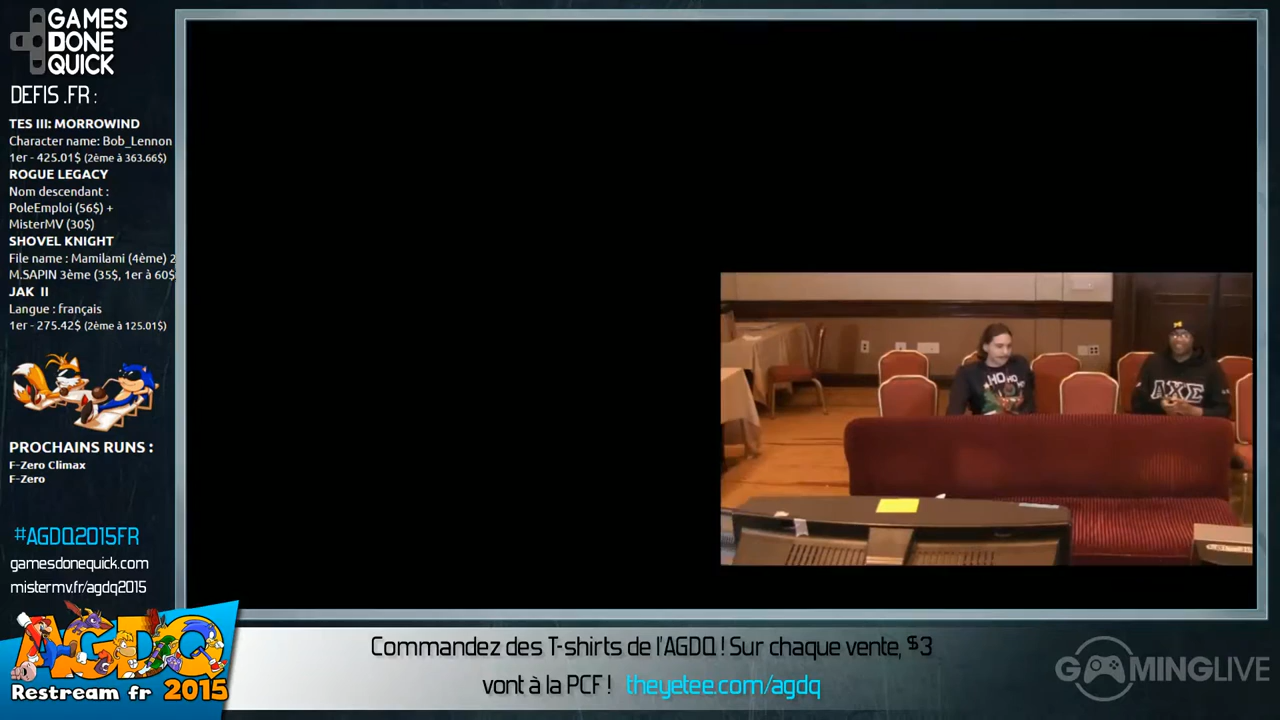 GAMES
DONE
QUICK
DEFIS .FR :
TES III: MORROWIND
Character name: Bob_Lennon
1er - 425.01$ (2ème à 363.66$)
ROGUE LEGACY
Nom descendant :
PoleEmploi (56$) +
MisterMV (30$)
SHOVEL KNIGHT
File name : Mamilami (4ème) 2
M.SAPIN 3ème (35$, 1er à 60$
JAK II
Langue : français
1er - 275.42$ (2ème à 125.01$)
PROCHAINS RUNS :
F-Zero Climax
F-Zero
#AGDQ2015FR
gamesdonequick.com
mistermv.fr/agdq2015
AGDQ
Restream fr 2015
HO HO
ΑΧΣ
Commandez des T-shirts de l'AGDQ ! Sur chaque vente, $3
vont à la PCF ! theyetee.com/agdq
GAMINGLIVE